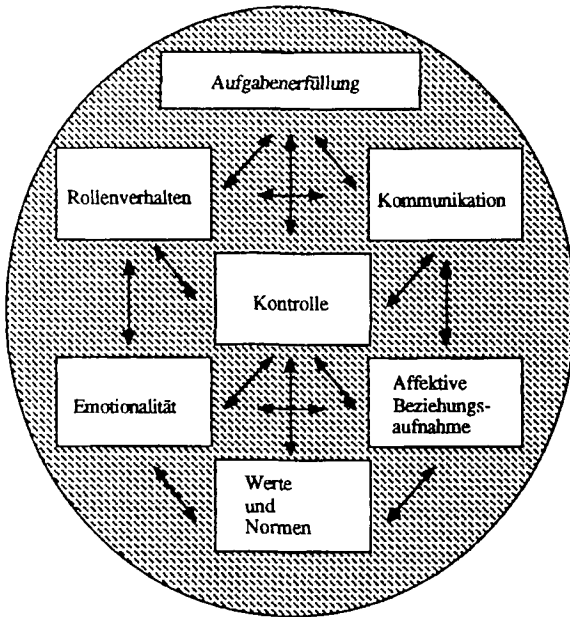 Aufgabenerfüllung
Rollenverhalten
Kommunikation
Kontrolle
Emotionalität
Affektive
Beziehungs-
aufnahme
Werte
und
Normen